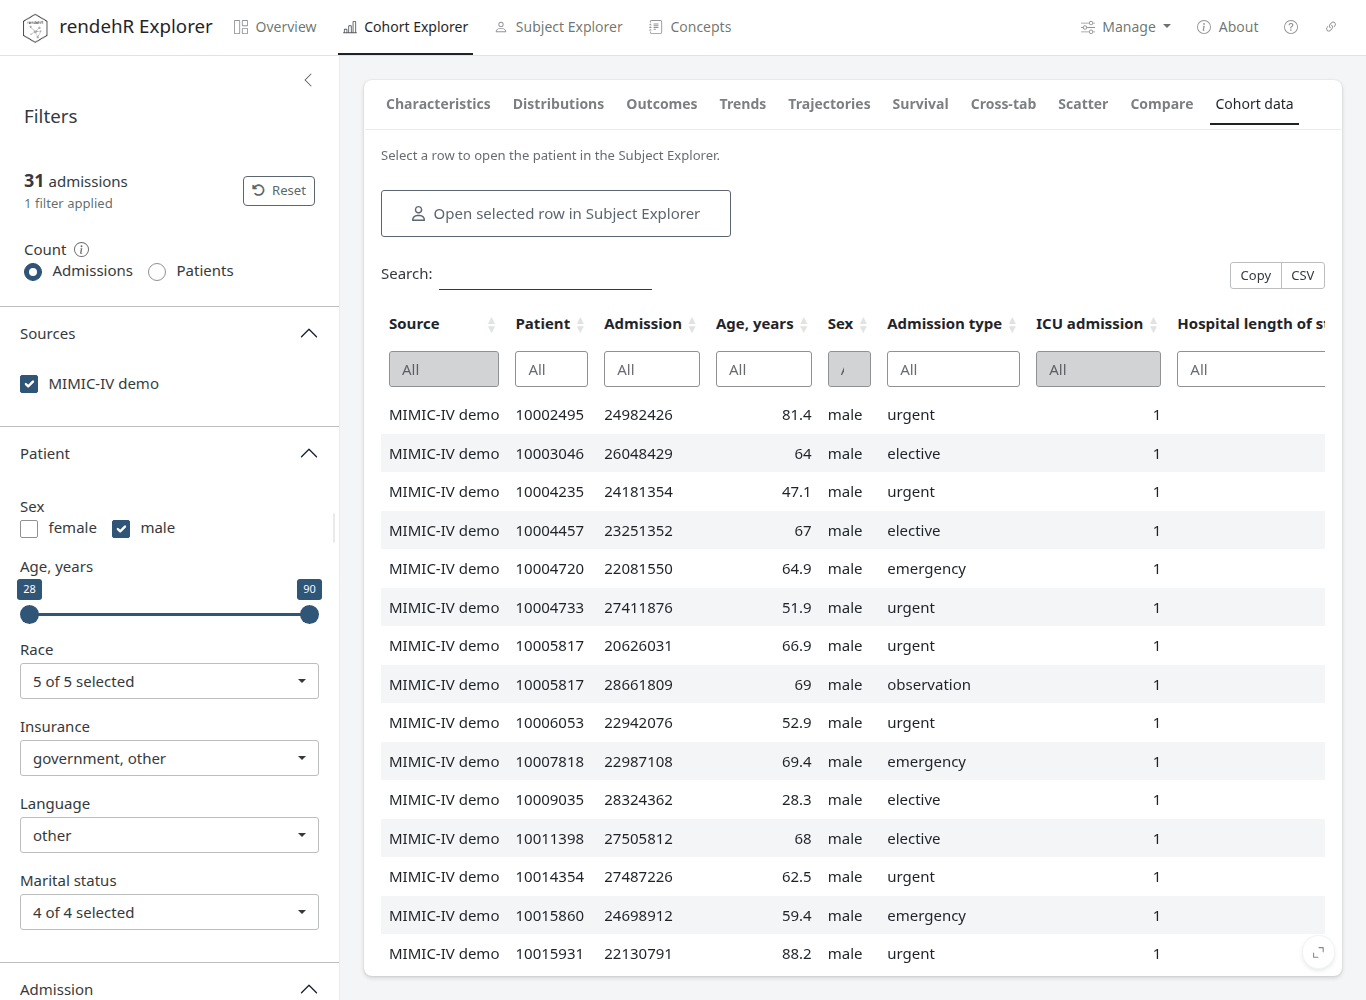 rendehR Explorer
Overview
Cohort Explorer
Subject Explorer
Concepts
Manage
About
Filters
31 admissions
1 filter applied
Reset
Count
Admissions
Patients
Sources
MIMIC-IV demo
Patient
Sex
female
male
Age, years
28
90
Race
5 of 5 selected
Insurance
government, other
Language
other
Marital status
4 of 4 selected
Admission
Characteristics Distributions Outcomes Trends Trajectories Survival Cross-tab Scatter Compare Cohort data
Select a row to open the patient in the Subject Explorer.
Open selected row in Subject Explorer
Search:
Copy CSV
Source Patient Admission Age, years Sex Admission type ICU admission Hospital length of
All All All All All All All
MIMIC-IV demo 10002495 24982426 81.4 male urgent 1
MIMIC-IV demo 10003046 26048429 64 male elective 1
MIMIC-IV demo 10004235 24181354 47.1 male urgent 1
MIMIC-IV demo 10004457 23251352 67 male elective 1
MIMIC-IV demo 10004720 22081550 64.9 male emergency 1
MIMIC-IV demo 10004733 27411876 51.9 male urgent 1
MIMIC-IV demo 10005817 20626031 66.9 male urgent 1
MIMIC-IV demo 10005817 28661809 69 male observation 1
MIMIC-IV demo 10006053 22942076 52.9 male urgent 1
MIMIC-IV demo 10007818 22987108 69.4 male emergency 1
MIMIC-IV demo 10009035 28324362 28.3 male elective 1
MIMIC-IV demo 10011398 27505812 68 male elective 1
MIMIC-IV demo 10014354 27487226 62.5 male urgent 1
MIMIC-IV demo 10015860 24698912 59.4 male emergency 1
MIMIC-IV demo 10015931 22130791 88.2 male urgent 1